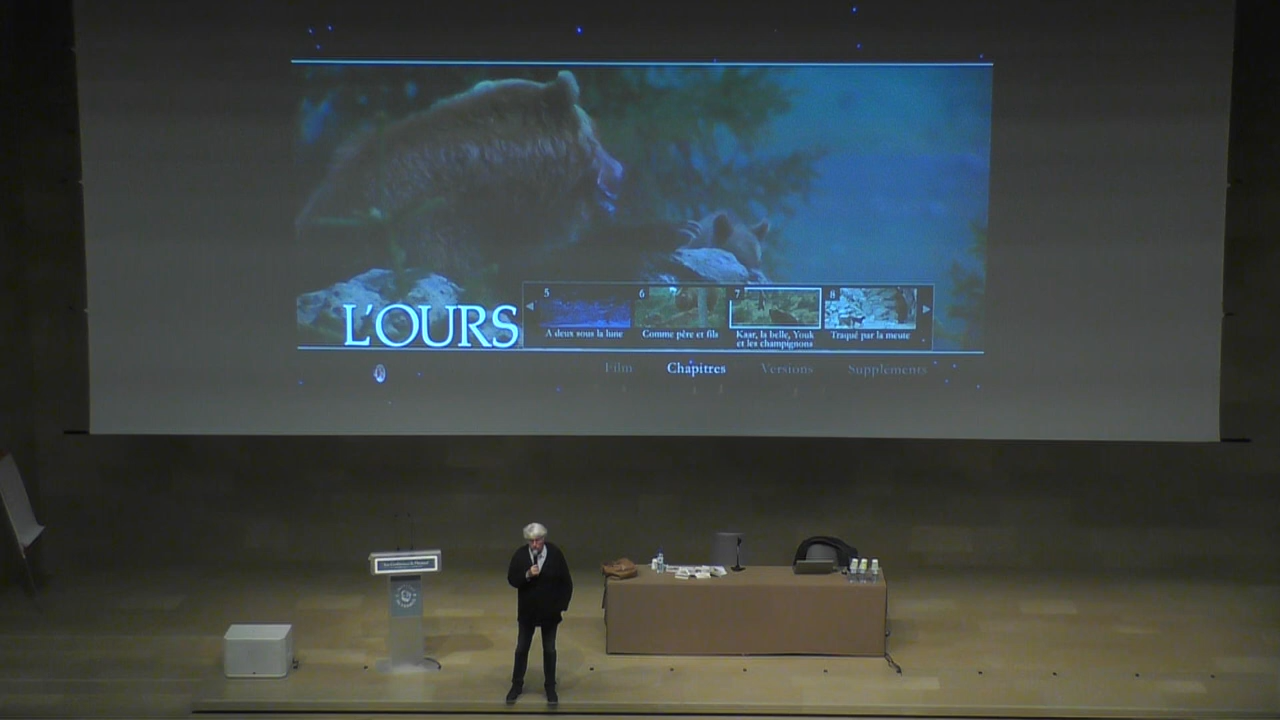 L'OURS
5
6
7
8
A deux sous la lune
Comme père et fils
Kaar, la belle, Youk
et les champignons
Traqué par la meute
Film
Chapitres
Versions
Supplements